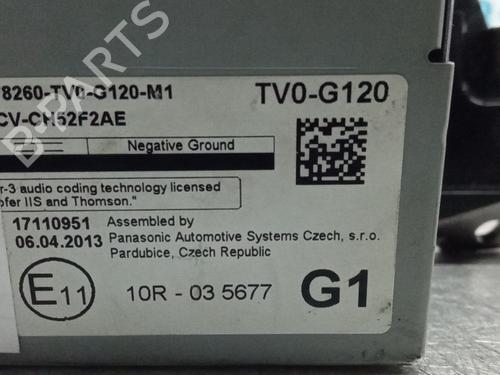 8260-TV0-G120-M1
TV0-G120
CV-CH52F2AE
Negative Ground
r-3 audio coding technology licensed
ofer IIS and Thomson."
17110951
Assembled by
06.04.2013
Panasonic Automotive Systems Czech, s.r.o.
Pardubice, Czech Republic
E11
10R - 03 5677
G1
B-PARTS